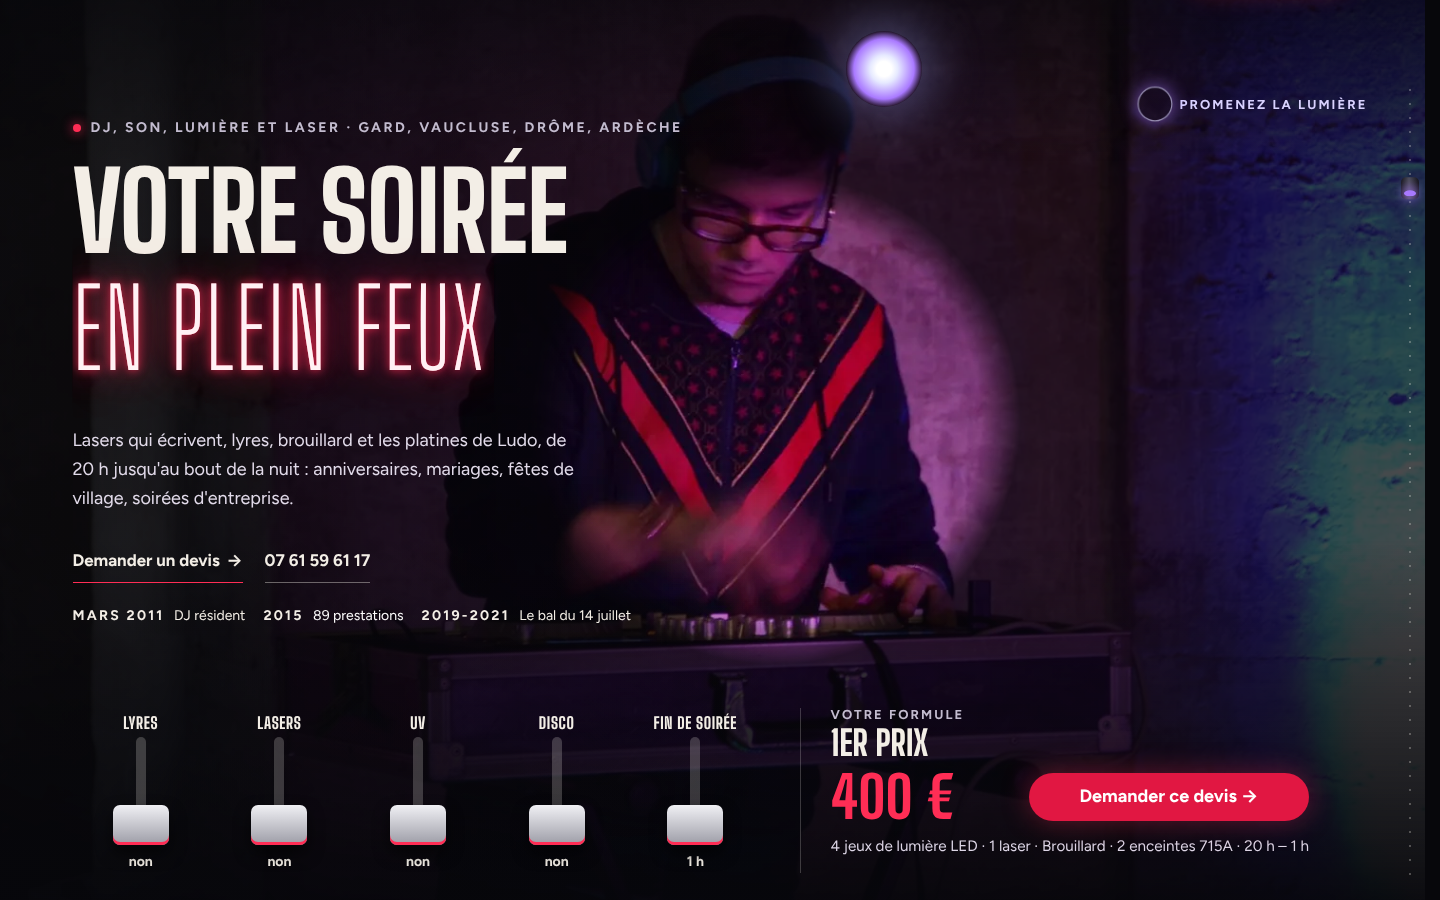 DJ, SON, LUMIÈRE ET LASER · GARD, VAUCLUSE, DRÔME, ARDÈCHE
PROMENEZ LA LUMIÈRE
VOTRE SOIRÉE
EN PLEIN FEUX
Lasers qui écrivent, lyres, brouillard et les platines de Ludo, de
20 h jusqu'au bout de la nuit : anniversaires, mariages, fêtes de
village, soirées d'entreprise.
Demander un devis → 07 61 59 61 17
MARS 2011 DJ résident 2015 89 prestations 2019-2021 Le bal du 14 juillet
LYRES LASERS UV DISCO FIN DE SOIRÉE
non non non non 1 h
VOTRE FORMULE
1ER PRIX
400 €
Demander ce devis →
4 jeux de lumière LED · 1 laser · Brouillard · 2 enceintes 715A · 20 h – 1 h